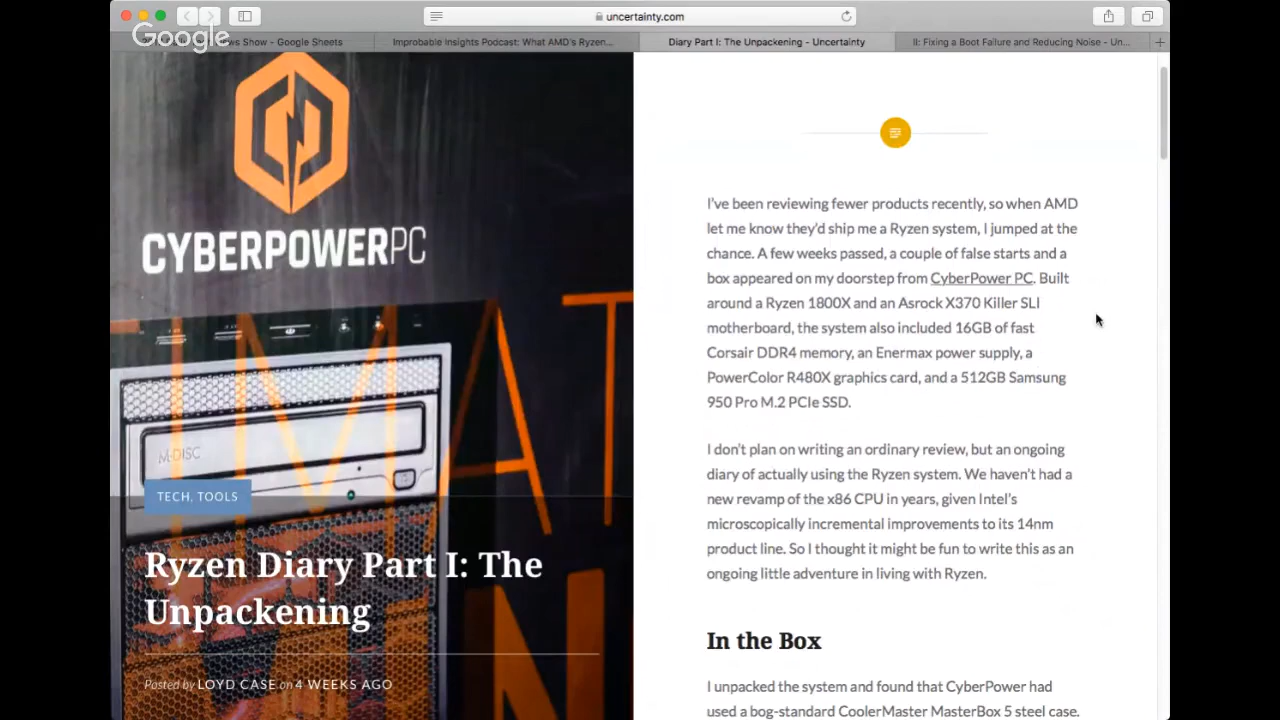 uncertainty.com
Google
ews Show - Google Sheets
Improbable Insights Podcast: What AMD's Ryzen...
Diary Part I: The Unpackening - Uncertainty
II: Fixing a Boot Failure and Reducing Noise - Un...
CYBERPOWERPC
M-DISC
TECH, TOOLS
Ryzen Diary Part I: The
Unpackening
Posted by LOYD CASE on 4 WEEKS AGO
I've been reviewing fewer products recently, so when AMD
let me know they'd ship me a Ryzen system, I jumped at the
chance. A few weeks passed, a couple of false starts and a
box appeared on my doorstep from CyberPower PC. Built
around a Ryzen 1800X and an Asrock X370 Killer SLI
motherboard, the system also included 16GB of fast
Corsair DDR4 memory, an Enermax power supply, a
PowerColor R480X graphics card, and a 512GB Samsung
950 Pro M.2 PCIe SSD.
I don't plan on writing an ordinary review, but an ongoing
diary of actually using the Ryzen system. We haven't had a
new revamp of the x86 CPU in years, given Intel's
microscopically incremental improvements to its 14nm
product line. So I thought it might be fun to write this as an
ongoing little adventure in living with Ryzen.
In the Box
I unpacked the system and found that CyberPower had
used a bog-standard CoolerMaster MasterBox 5 steel case.